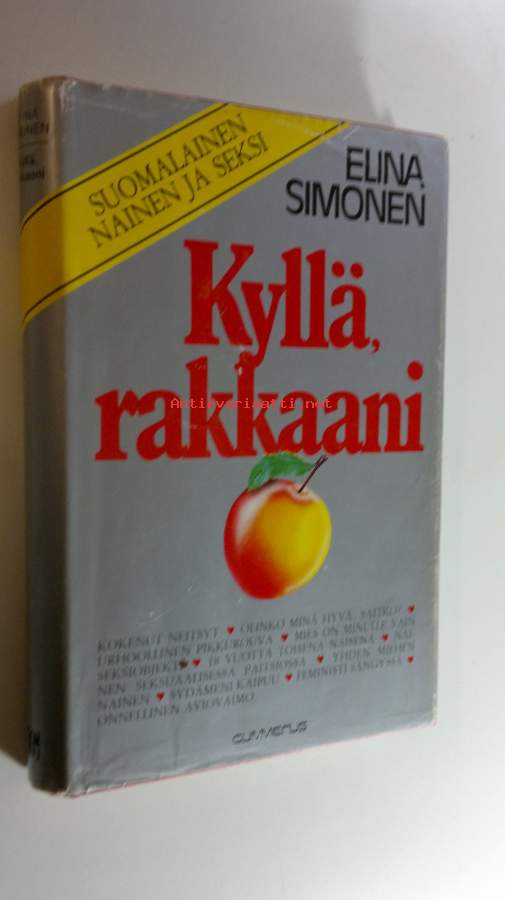 SUOMALAINEN
NAINEN JA SEKSI
ELINA
SIMONEN
Kyllä,
rakkaani
Antikvariaatti.net
KOKENUT NEITSYT ♥ OLINKO MINÄ HYVÄ, SAITKO? ♥
URHOOLLINEN PIKKUROUVA ♥ MIES ON MINULLE VAIN
SEKSIOBJEKTI ♥ 18 VUOTTA TOISENA NAISENA ♥ NAI-
NEN SEKSUAALISESSA PAITSIOSSA ♥ YHDEN MIEHEN
NAINEN ♥ SYDÄMENI KAIPUU ♥ FEMINISTI SÄNGYSSÄ ♥
ONNELLINEN AVIOVAIMO
GUMMERUS